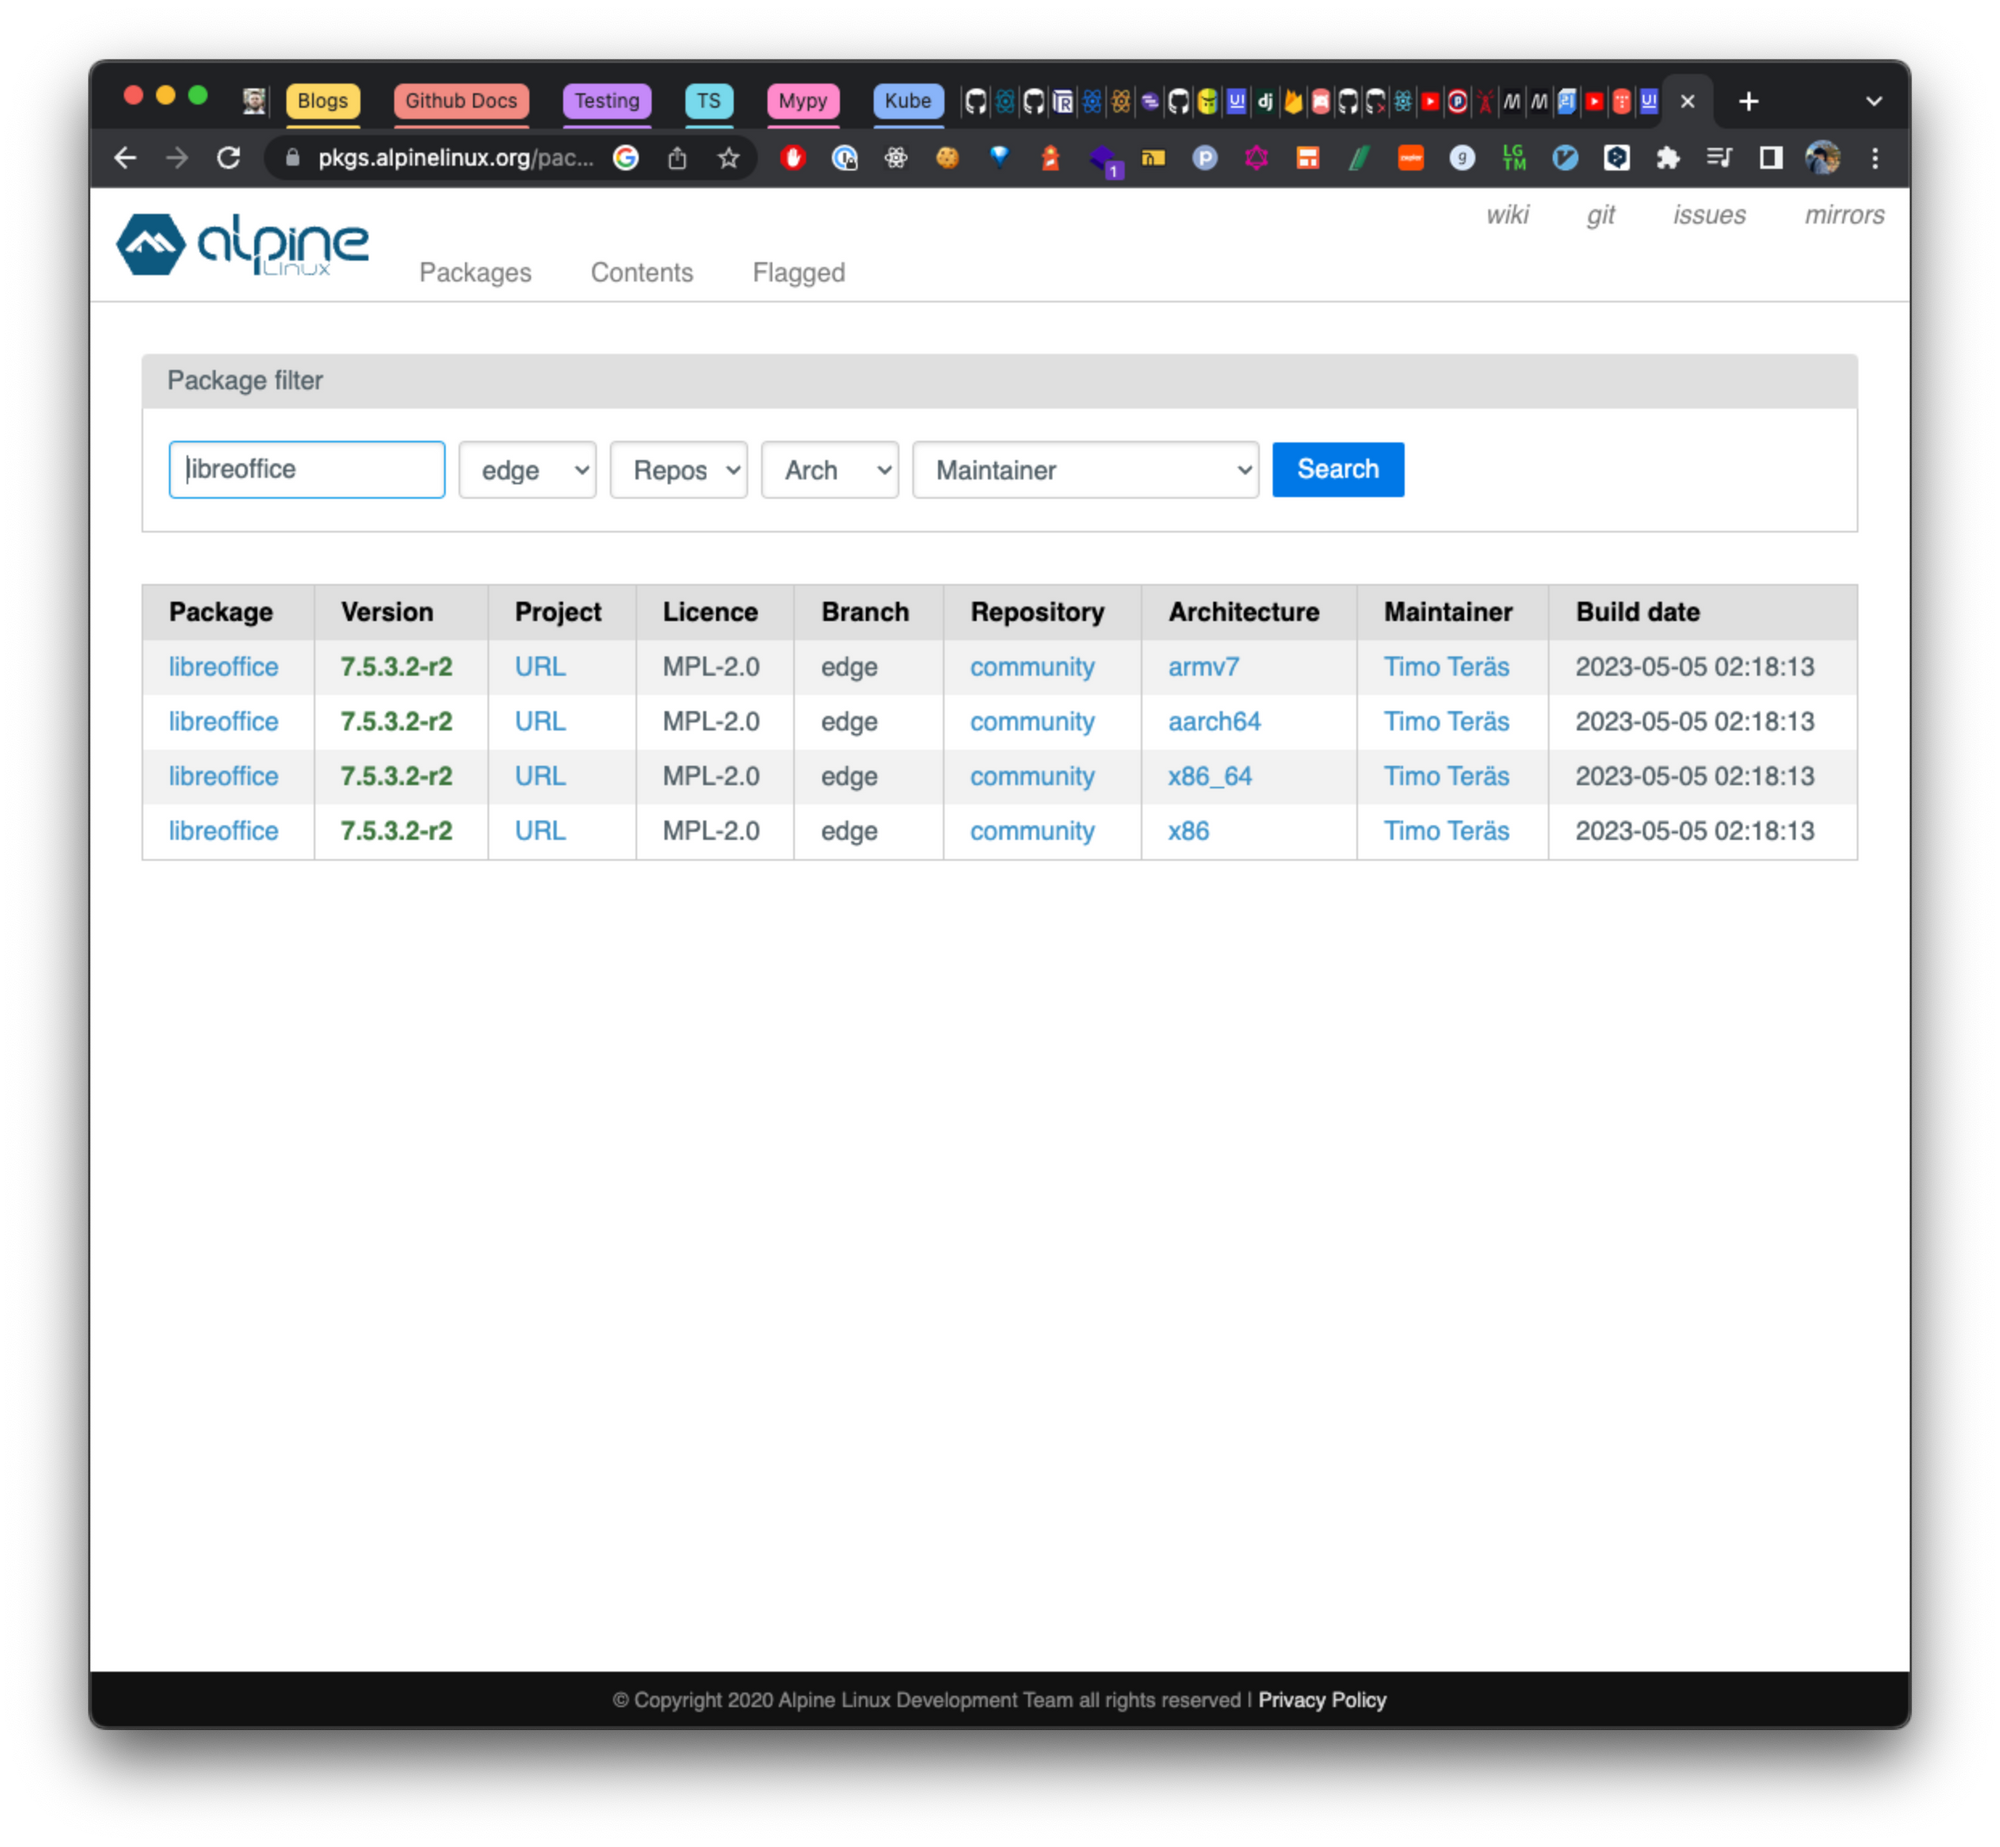 Blogs Github Docs Testing TS Mypy Kube
pkgs.alpinelinux.org/pac...
1
LG
TM
alpine
Linux
Packages Contents Flagged
wiki git issues mirrors
Package filter
libreoffice edge Repos Arch Maintainer Search
Package Version Project Licence Branch Repository Architecture Maintainer Build date
libreoffice 7.5.3.2-r2 URL MPL-2.0 edge community armv7 Timo Teräs 2023-05-05 02:18:13
libreoffice 7.5.3.2-r2 URL MPL-2.0 edge community aarch64 Timo Teräs 2023-05-05 02:18:13
libreoffice 7.5.3.2-r2 URL MPL-2.0 edge community x86_64 Timo Teräs 2023-05-05 02:18:13
libreoffice 7.5.3.2-r2 URL MPL-2.0 edge community x86 Timo Teräs 2023-05-05 02:18:13
© Copyright 2020 Alpine Linux Development Team all rights reserved | Privacy Policy